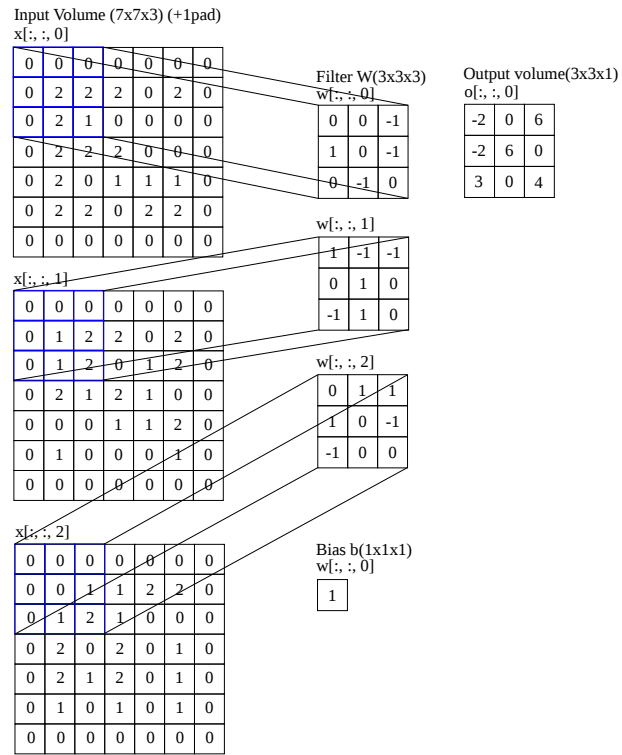 Input Volume (7x7x3) (+1pad)
x[:, :, 0]
0 0 0 0 0 0 0
0 2 2 2 0 2 0
0 2 1 0 0 0 0
0 2 2 2 0 0 0
0 2 0 1 1 1 0
0 2 2 0 2 2 0
0 0 0 0 0 0 0
x[:, :, 1]
0 0 0 0 0 0 0
0 1 2 2 0 2 0
0 1 2 0 1 2 0
0 2 1 2 1 0 0
0 0 0 1 1 2 0
0 1 0 0 0 1 0
0 0 0 0 0 0 0
x[:, :, 2]
0 0 0 0 0 0 0
0 0 1 1 2 2 0
0 1 2 1 0 0 0
0 2 0 2 0 1 0
0 2 1 2 0 1 0
0 1 0 1 0 1 0
0 0 0 0 0 0 0
Filter W(3x3x3)
w[:, :, 0]
0 0 -1
1 0 -1
0 -1 0
w[:, :, 1]
1 -1 -1
0 1 0
-1 1 0
w[:, :, 2]
0 1 1
1 0 -1
-1 0 0
Bias b(1x1x1)
w[:, :, 0]
1
Output volume(3x3x1)
o[:, :, 0]
-2 0 6
-2 6 0
3 0 4